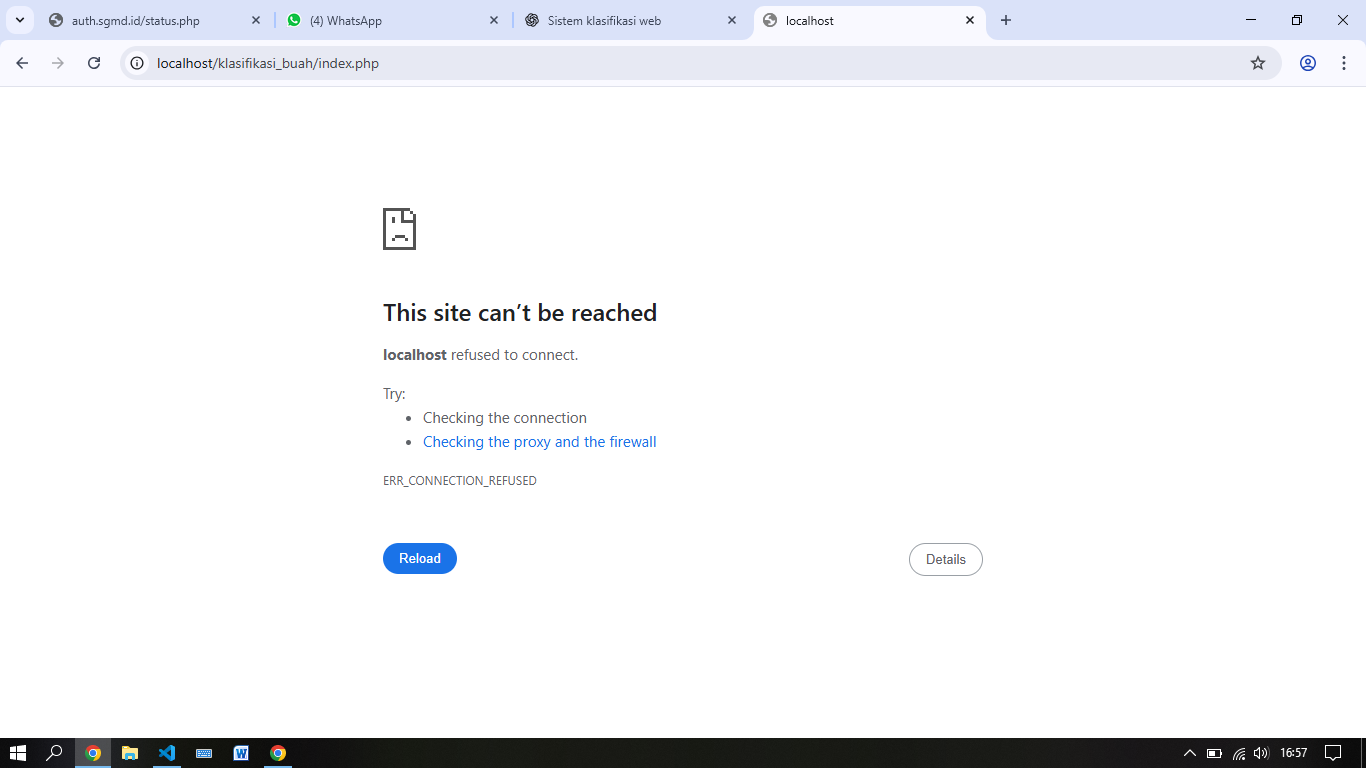 auth.sgmd.id/status.php
(4) WhatsApp
Sistem klasifikasi web
localhost
localhost/klasifikasi_buah/index.php
This site can’t be reached
localhost refused to connect.
Try:
Checking the connection
Checking the proxy and the firewall
ERR_CONNECTION_REFUSED
Reload
Details
16:57